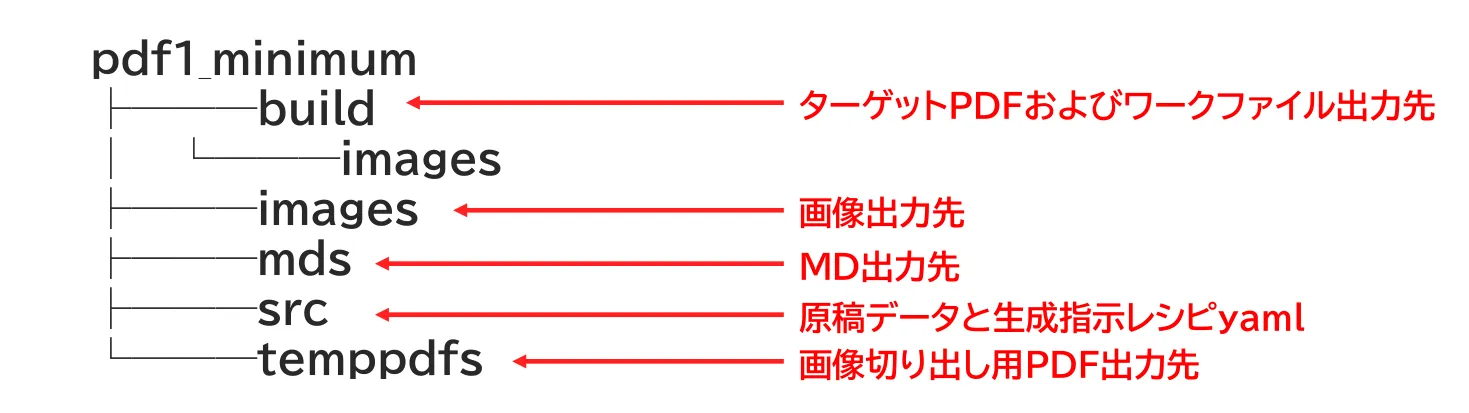 pdf1_minimum
├─────build ターゲットPDFおよびワークファイル出力先
│ └─────images
├─────images 画像出力先
├─────mds MD出力先
├─────src 原稿データと生成指示レシピyaml
└─────temppdfs 画像切り出し用PDF出力先